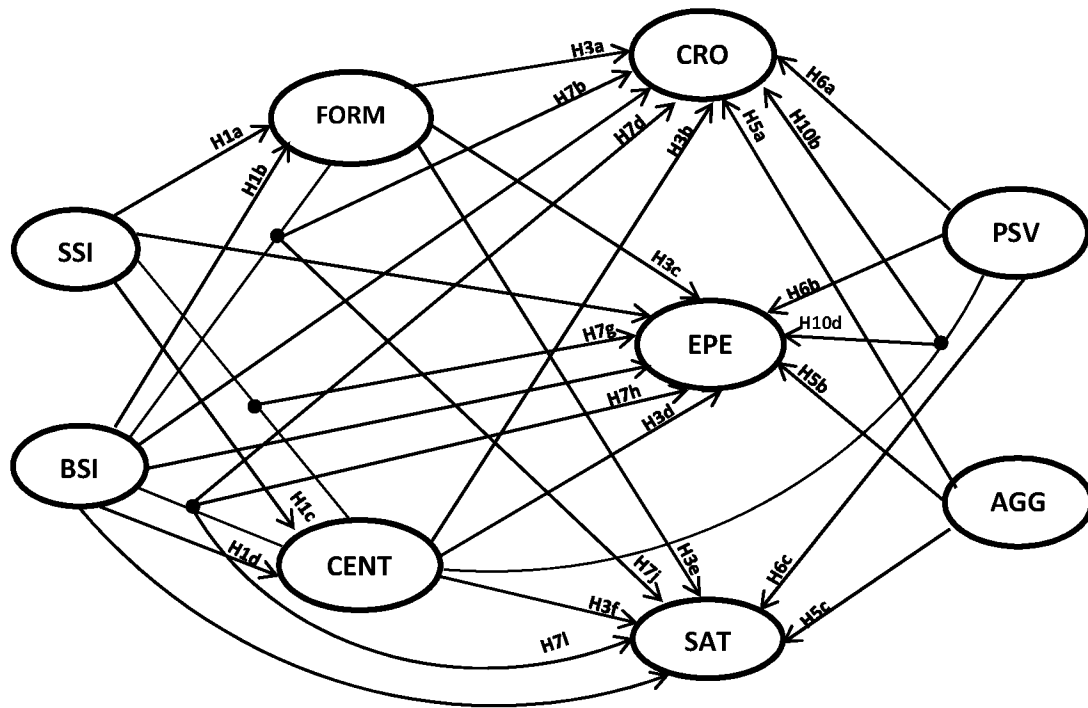 CRO
H3a
H6a
H7b
FORM
H7d
H3b
H5a
H10b
H1a
H1b
SSI
PSV
H3c
H6b
H10d
H7g
EPE
H7h
H5b
H3d
BSI
AGG
H1c
H1d
CENT
H7j
H3e
H6c
H3f
H5c
SAT
H7l